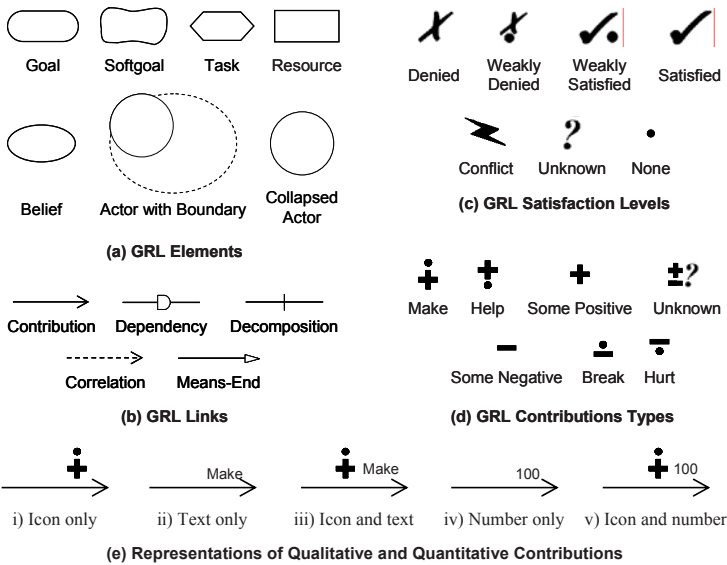 Goal Softgoal Task Resource
Belief Actor with Boundary Collapsed
Actor
(a) GRL Elements
Denied Weakly
Denied Weakly
Satisfied Satisfied
Conflict Unknown None
(c) GRL Satisfaction Levels
Contribution Dependency Decomposition
Correlation Means-End
(b) GRL Links
Make Help Some Positive Unknown
Some Negative Break Hurt
(d) GRL Contributions Types
Make Make 100 100
i) Icon only ii) Text only iii) Icon and text iv) Number only v) Icon and number
(e) Representations of Qualitative and Quantitative Contributions